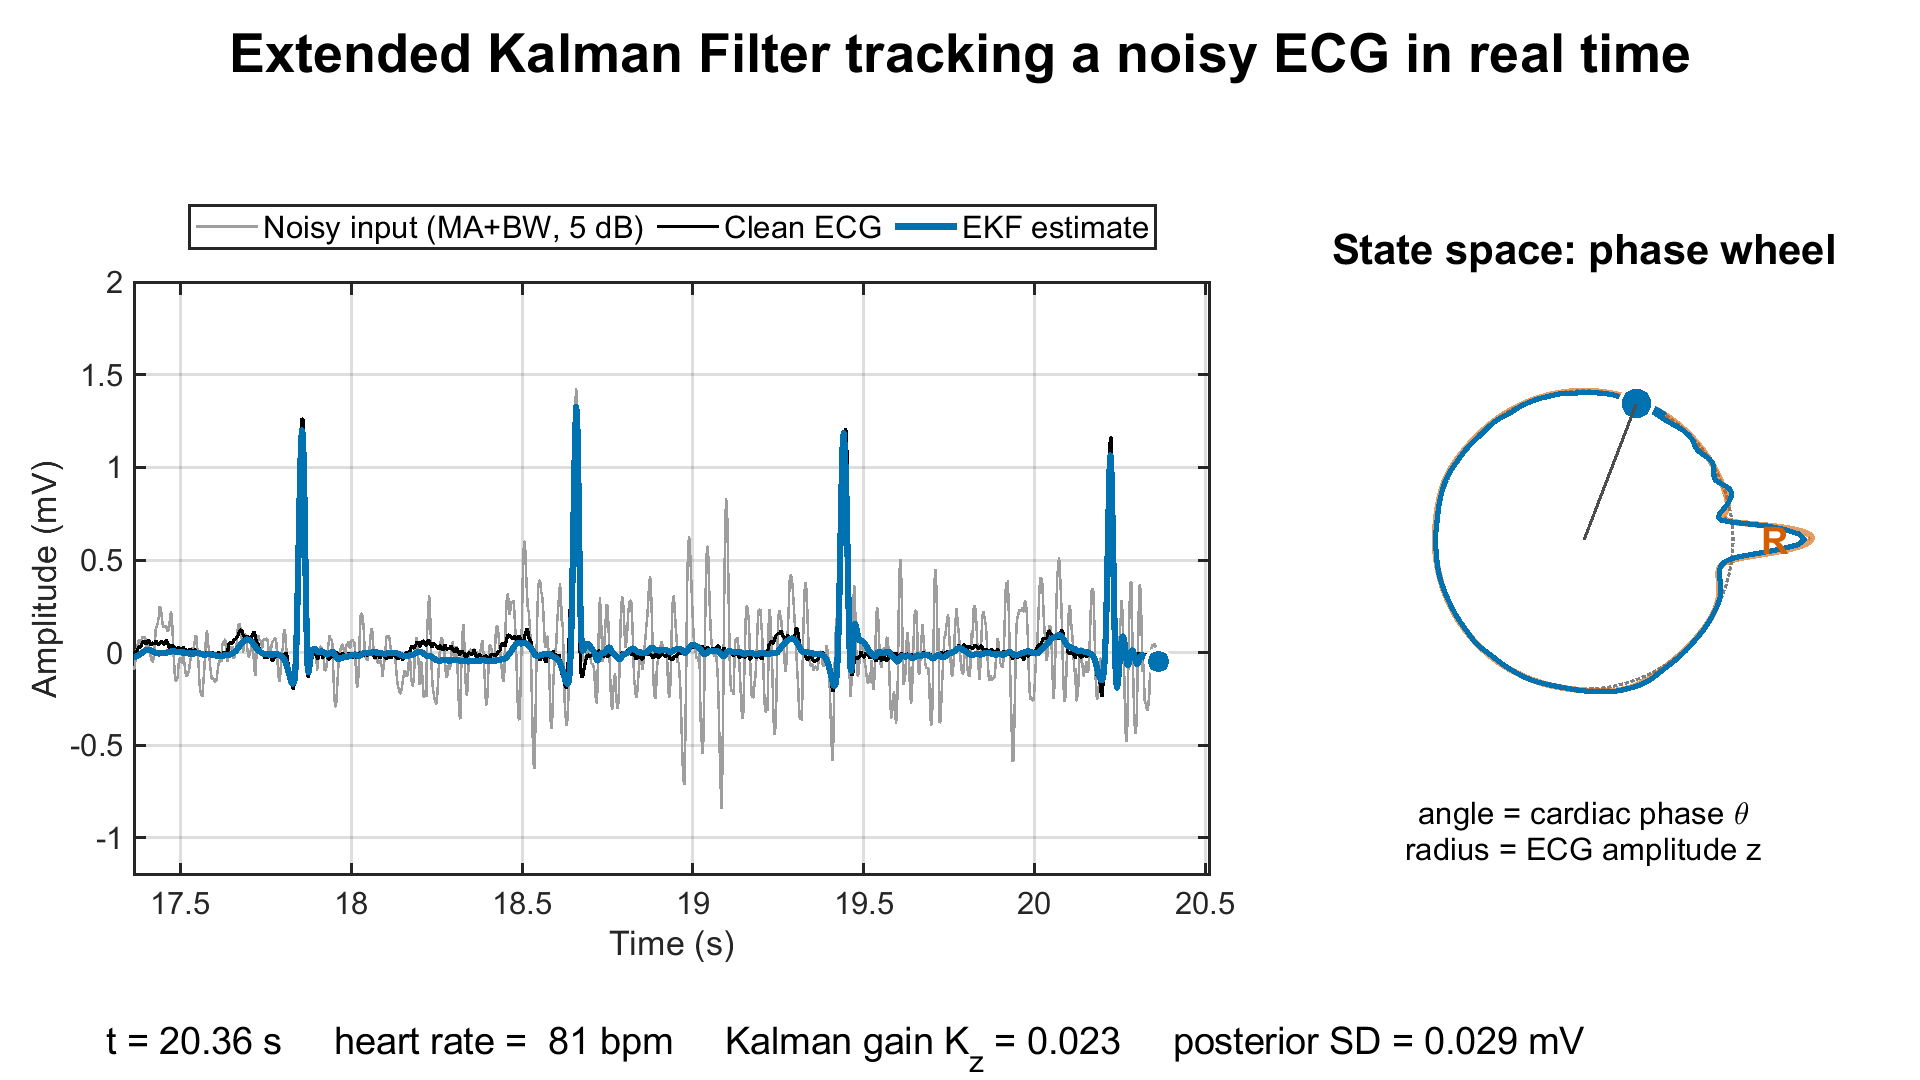 Extended Kalman Filter tracking a noisy ECG in real time
Noisy input (MA+BW, 5 dB) Clean ECG EKF estimate
State space: phase wheel
2
1.5
1
0.5
0
-0.5
-1
Amplitude (mV)
17.5 18 18.5 19 19.5 20 20.5
Time (s)
R
angle = cardiac phase θ
radius = ECG amplitude z
t = 20.36 s heart rate = 81 bpm Kalman gain K_z = 0.023 posterior SD = 0.029 mV